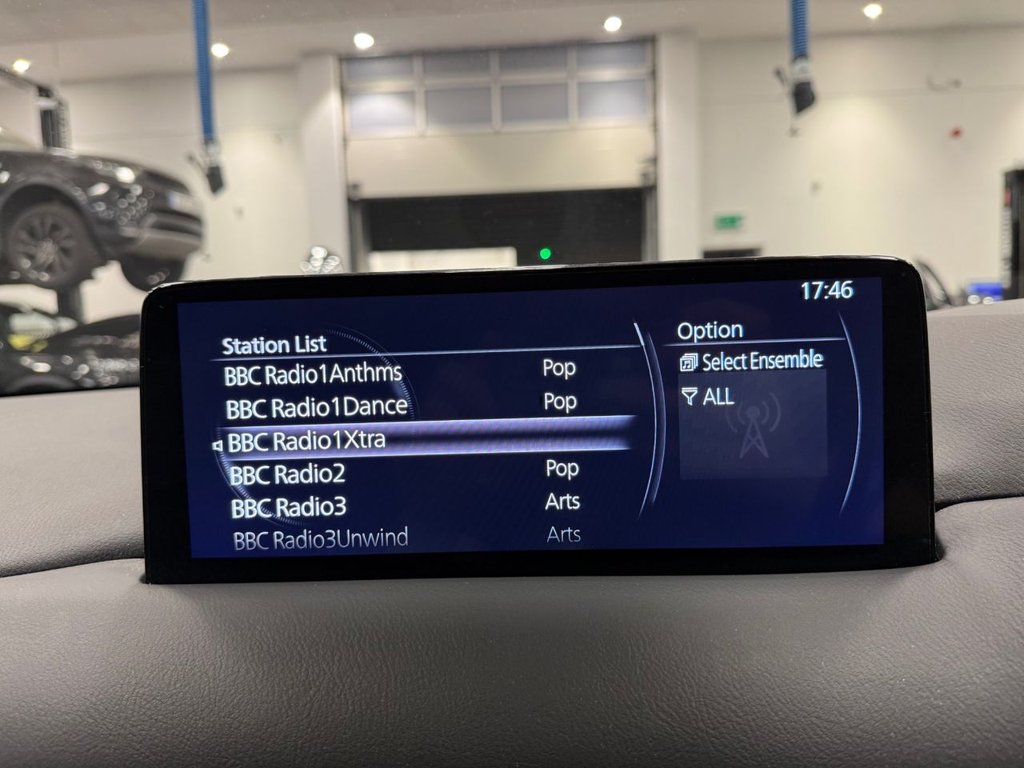 17:46
Station List
Option
BBC Radio1Anthms Pop
Select Ensemble
BBC Radio1Dance Pop
ALL
BBC Radio1Xtra
BBC Radio2 Pop
BBC Radio3 Arts
BBC Radio3Unwind Arts